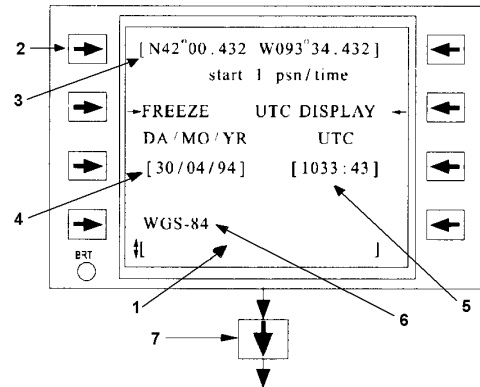 2
3
[N42°00.432 W093°34.432]
start 1 psn/time
FREEZE UTC DISPLAY
DA/MO/YR UTC
[30/04/94] [1033:43]
4
WGS-84
[ ]
BRT
1
6
5
7